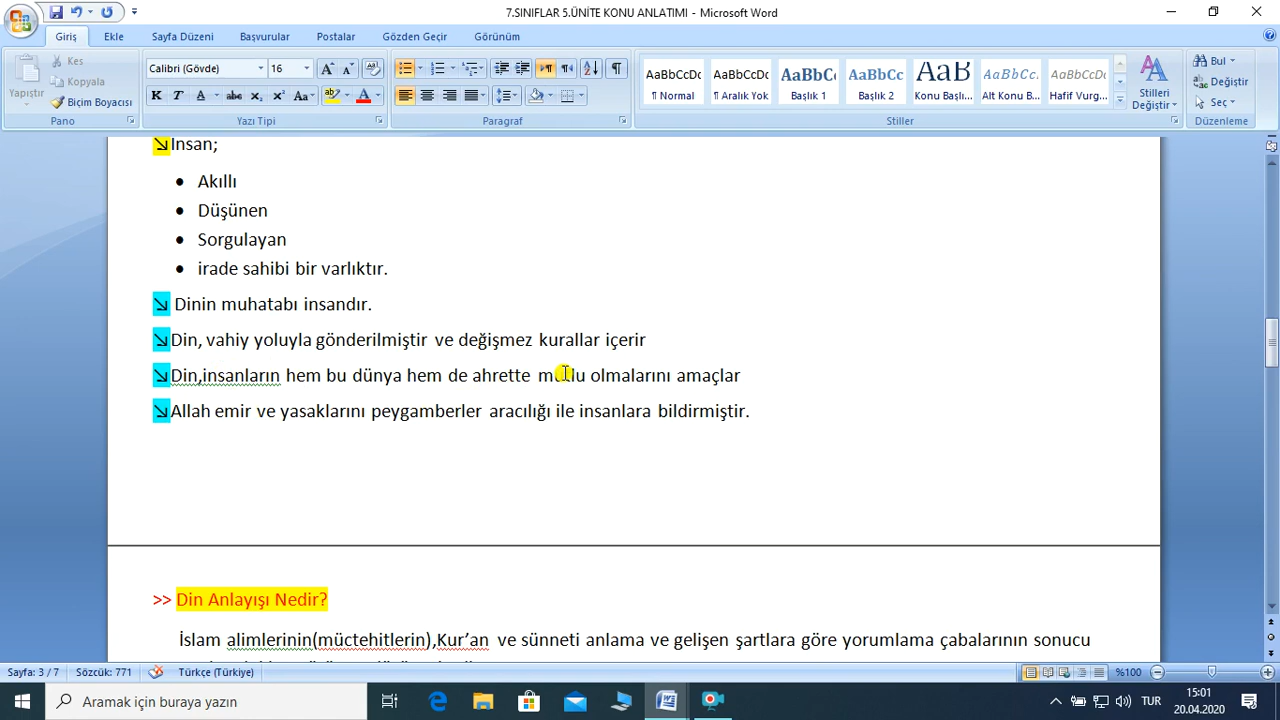 7.SINIFLAR 5.ÜNİTE KONU ANLATIMI - Microsoft Word
Giriş Ekle Sayfa Düzeni Başvurular Postalar Gözden Geçir Görünüm
Yapıştır
Kes
Kopyala
Biçim Boyacısı
Pano
Calibri (Gövde) 16
Yazı Tipi
Paragraf
AaBbCcDc AaBbCcDc AaBbCc AaBbCc AaB AaBbCc. AaBbCcDc
¶ Normal ¶ Aralık Yok Başlık 1 Başlık 2 Konu Başlı... Alt Konu B... Hafif Vurg...
Stilleri Değiştir
Stiller
Bul
Değiştir
Seç
Düzenleme
İnsan;
• Akıllı
• Düşünen
• Sorgulayan
• irade sahibi bir varlıktır.
Dinin muhatabı insandır.
Din, vahiy yoluyla gönderilmiştir ve değişmez kurallar içerir
Din,insanların hem bu dünya hem de ahrette mutlu olmalarını amaçlar
Allah emir ve yasaklarını peygamberler aracılığı ile insanlara bildirmiştir.
>> Din Anlayışı Nedir?
İslam alimlerinin(müctehitlerin),Kur’an ve sünneti anlama ve gelişen şartlara göre yorumlama çabalarının sonucu
Sayfa: 3 / 7 Sözcük: 771 Türkçe (Türkiye) %100
Aramak için buraya yazın
TUR
15:01
20.04.2020